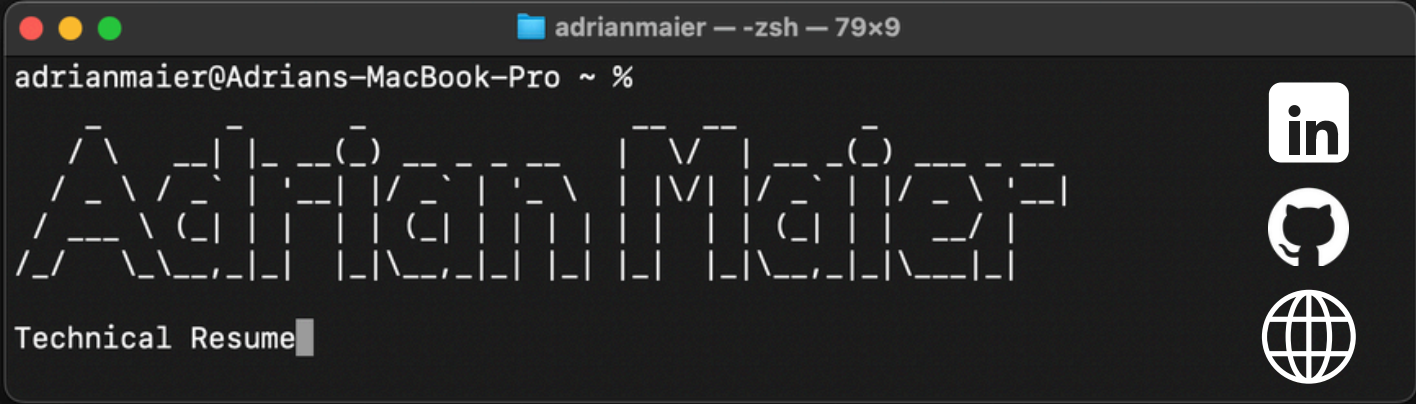 adrianmaier — -zsh — 79×9
adrianmaier@Adrians-MacBook-Pro ~ %
Adrian Maier
in
Technical Resume